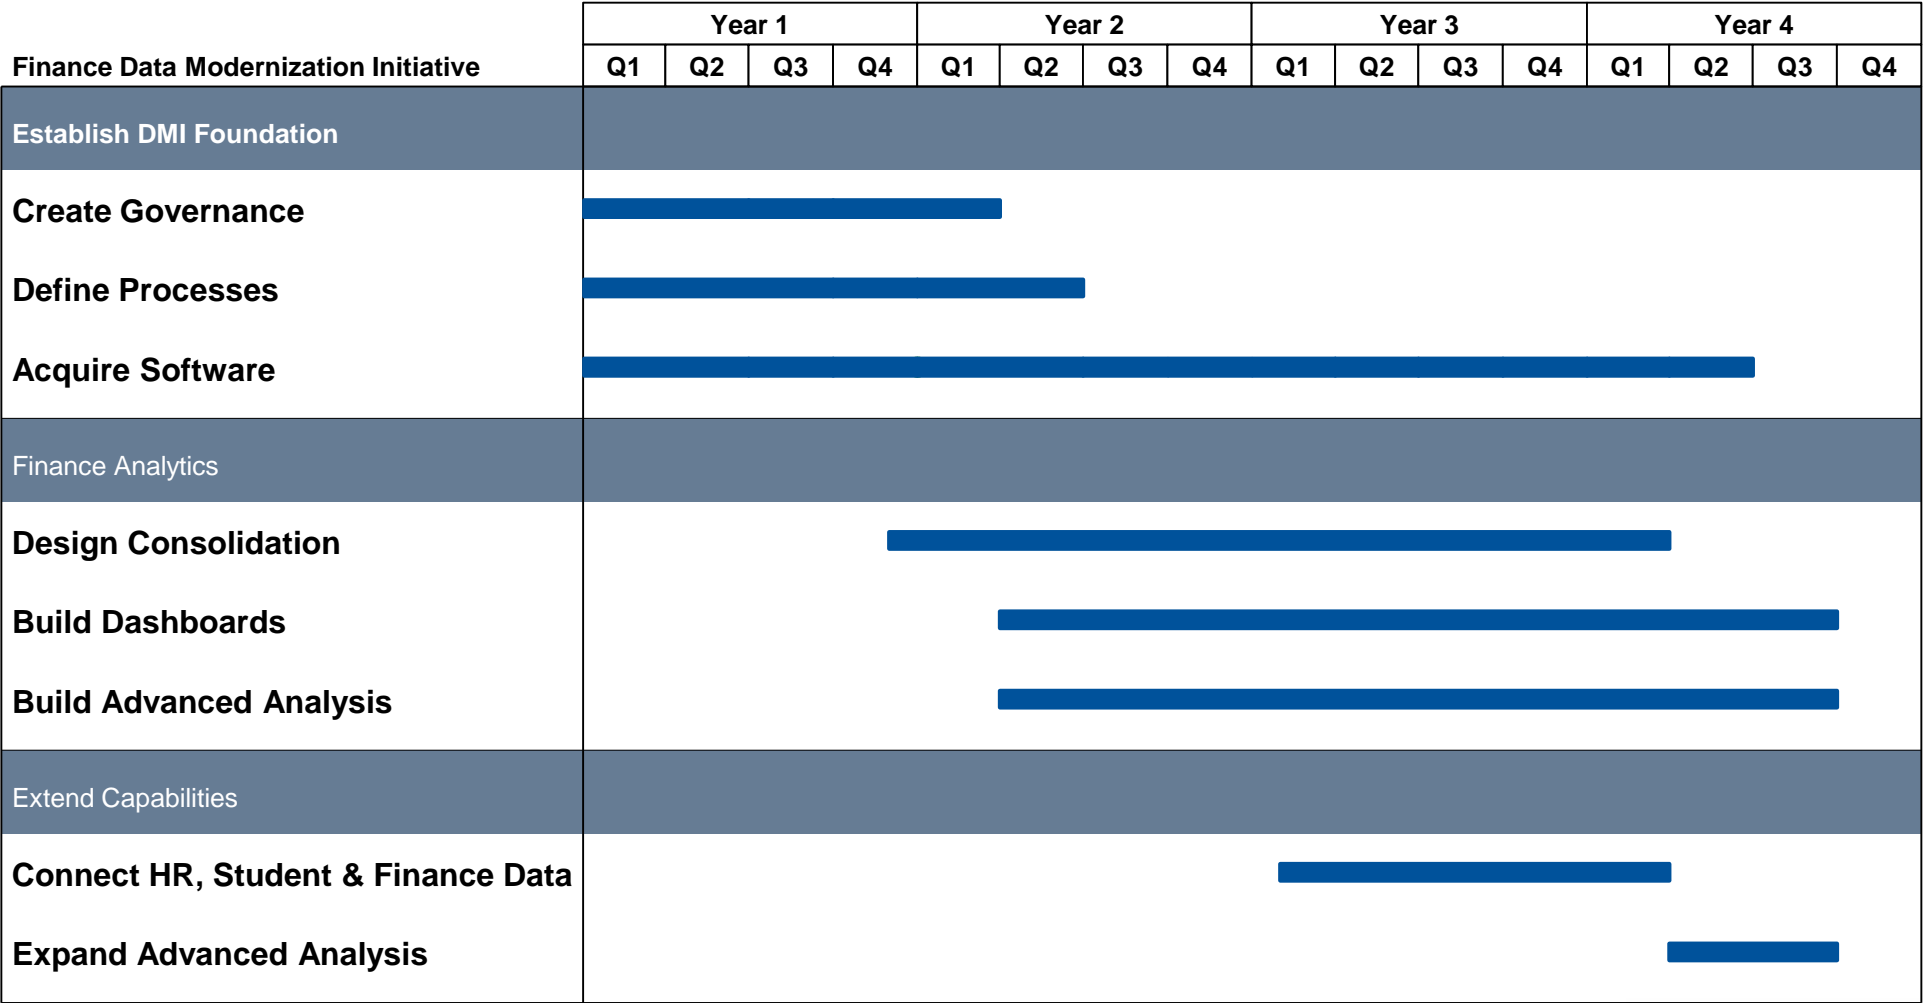 Year 1 Year 2 Year 3 Year 4
Finance Data Modernization Initiative Q1 Q2 Q3 Q4 Q1 Q2 Q3 Q4 Q1 Q2 Q3 Q4 Q1 Q2 Q3 Q4
Establish DMI Foundation
Create Governance
Define Processes
Acquire Software
Finance Analytics
Design Consolidation
Build Dashboards
Build Advanced Analysis
Extend Capabilities
Connect HR, Student & Finance Data
Expand Advanced Analysis